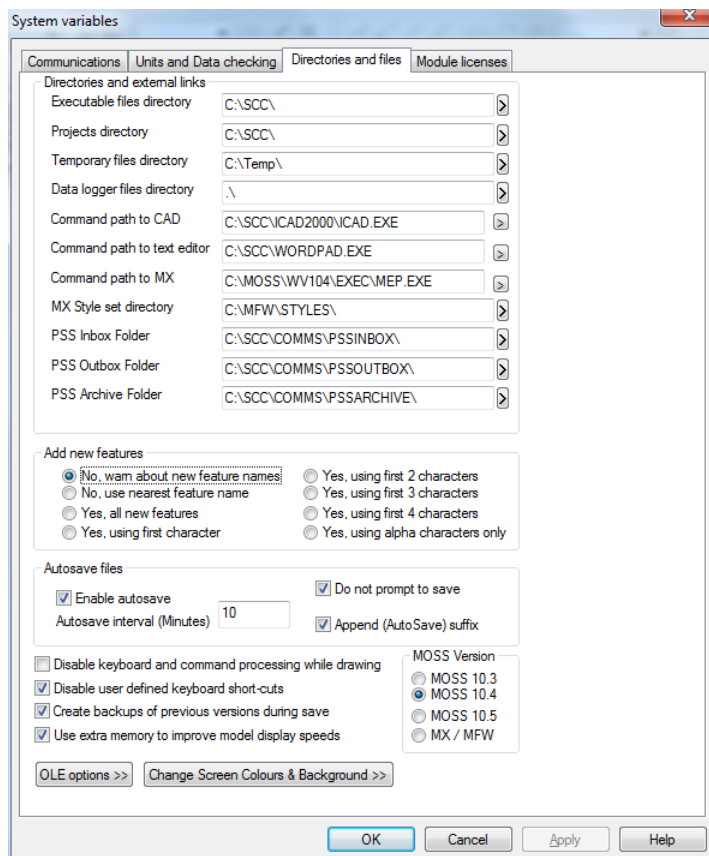 System variables
Communications Units and Data checking Directories and files Module licenses
Directories and external links
Executable files directory C:\SCC\ >
Projects directory C:\SCC\ >
Temporary files directory C:\Temp\ >
Data logger files directory .\ >
Command path to CAD C:\SCC\ICAD2000\ICAD.EXE >
Command path to text editor C:\SCC\WORDPAD.EXE >
Command path to MX C:\MOSS\WV104\EXEC\MEP.EXE >
MX Style set directory C:\MFW\STYLES\ >
PSS Inbox Folder C:\SCC\COMMS\PSSINBOX\ >
PSS Outbox Folder C:\SCC\COMMS\PSSOUTBOX\ >
PSS Archive Folder C:\SCC\COMMS\PSSARCHIVE\ >
Add new features
No, warn about new feature names Yes, using first 2 characters
No, use nearest feature name Yes, using first 3 characters
Yes, all new features Yes, using first 4 characters
Yes, using first character Yes, using alpha characters only
Autosave files
Enable autosave Do not prompt to save
Autosave interval (Minutes) 10 Append (AutoSave) suffix
Disable keyboard and command processing while drawing
Disable user defined keyboard short-cuts
Create backups of previous versions during save
Use extra memory to improve model display speeds
MOSS Version
MOSS 10.3
MOSS 10.4
MOSS 10.5
MX / MFW
OLE options >> Change Screen Colours & Background >>
OK Cancel Apply Help